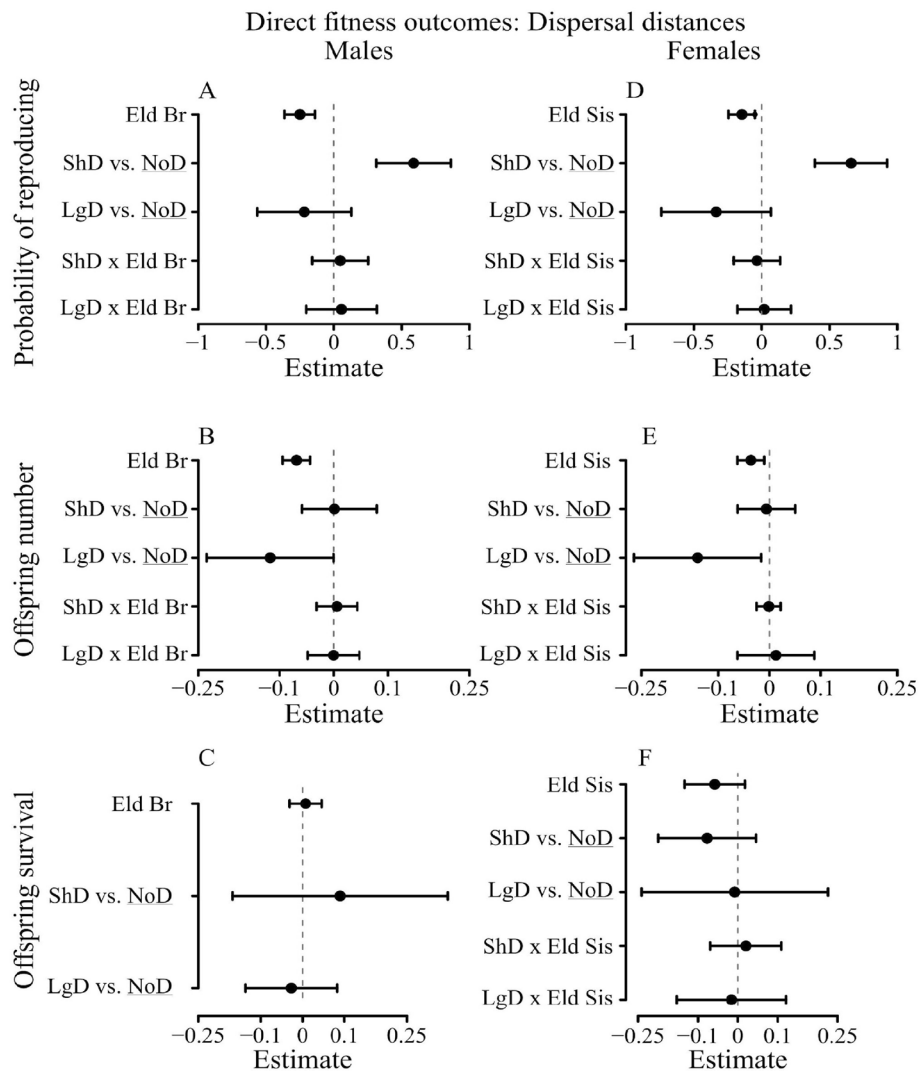 Direct fitness outcomes: Dispersal distances
Males
Females
Probability of reproducing
A
Eld Br
ShD vs. NoD
LgD vs. NoD
ShD x Eld Br
LgD x Eld Br
−1 −0.5 0 0.5 1
Estimate
D
Eld Sis
ShD vs. NoD
LgD vs. NoD
ShD x Eld Sis
LgD x Eld Sis
−1 −0.5 0 0.5 1
Estimate
Offspring number
B
Eld Br
ShD vs. NoD
LgD vs. NoD
ShD x Eld Br
LgD x Eld Br
−0.25 −0.1 0 0.1 0.25
Estimate
E
Eld Sis
ShD vs. NoD
LgD vs. NoD
ShD x Eld Sis
LgD x Eld Sis
−0.25 −0.1 0 0.1 0.25
Estimate
Offspring survival
C
Eld Br
ShD vs. NoD
LgD vs. NoD
−0.25 −0.1 0 0.1 0.25
Estimate
F
Eld Sis
ShD vs. NoD
LgD vs. NoD
ShD x Eld Sis
LgD x Eld Sis
−0.25 −0.1 0 0.1 0.25
Estimate